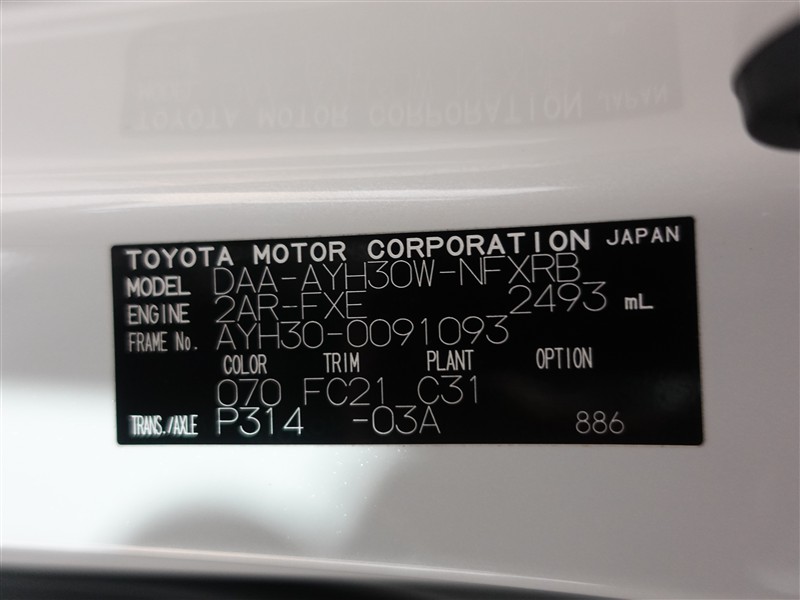 TOYOTA MOTOR CORPORATION JAPAN
MODEL DAA-AYH30W-NFXRB
ENGINE 2AR-FXE 2493 mL
FRAME No. AYH30-0091093
COLOR TRIM PLANT OPTION
070 FC21 C31
TRANS./AXLE P314 -03A 886